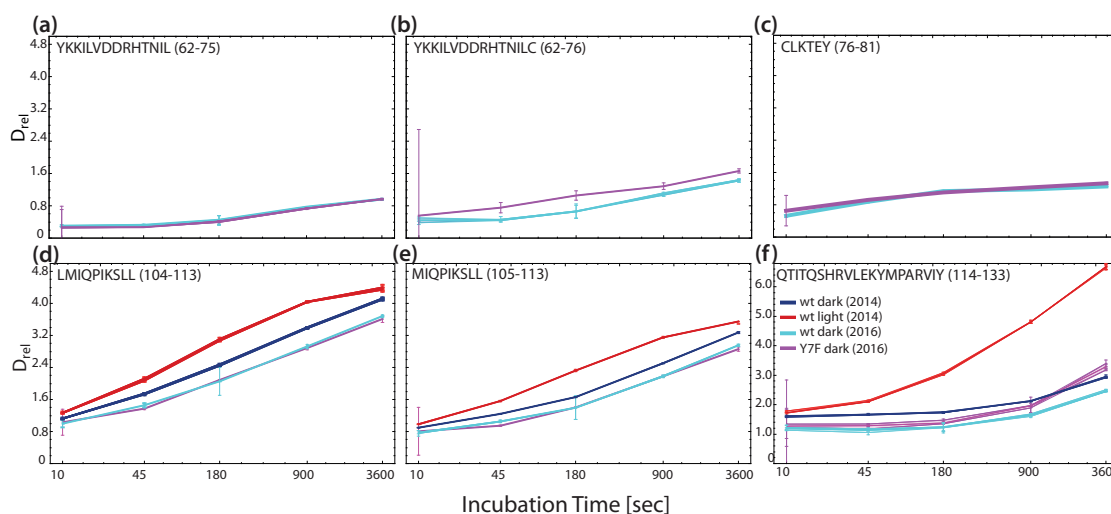 (a) (b) (c)
YKKILVDDRHTNIL (62-75) YKKILVDDRHTNILC (62-76) CLKTEY (76-81)
4.8
4.0
3.2
2.4
1.6
0.8
0
Drel
(d) (e) (f)
LMIQPIKSLL (104-113) MIQPIKSLL (105-113) QTITQSHRVLEKYMPARVIY (114-133)
4.8
4.0
3.2
2.4
1.6
0.8
0
Drel
6.0
5.0
4.0
3.0
2.0
1.0
0
wt dark (2014)
wt light (2014)
wt dark (2016)
Y7F dark (2016)
10 45 180 900 3600 10 45 180 900 3600 10 45 180 900 360
Incubation Time [sec]